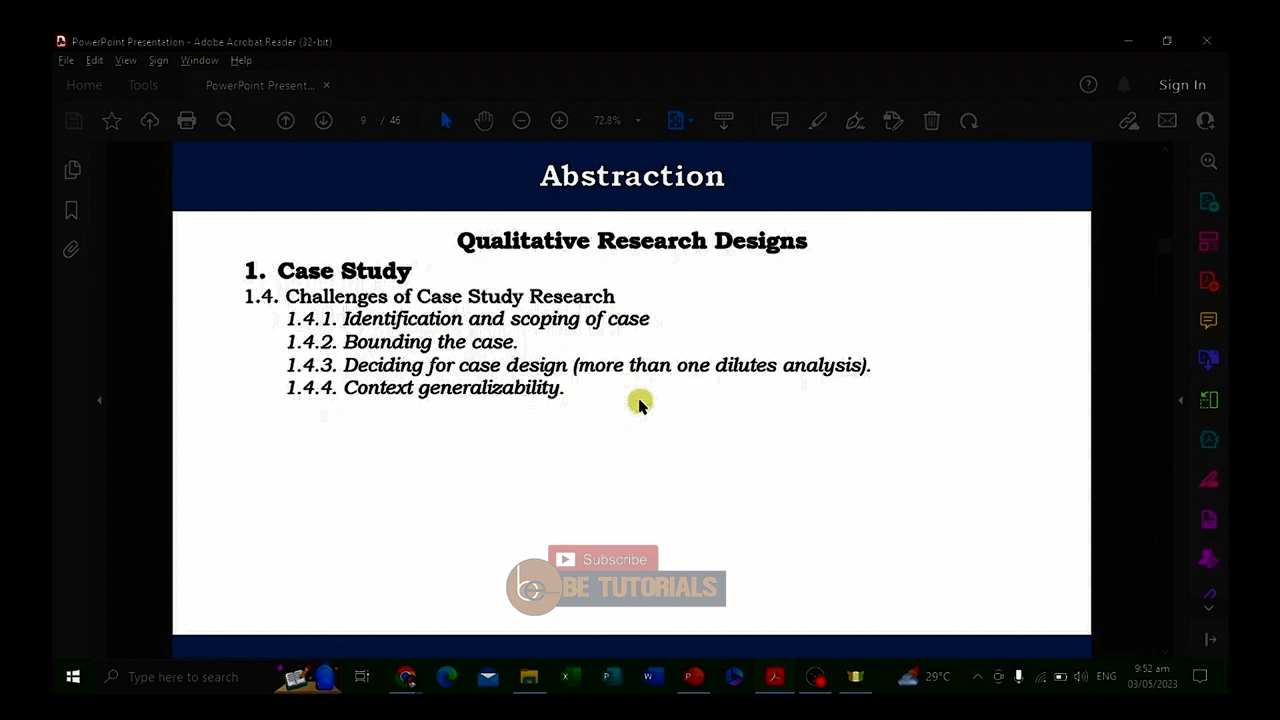 PowerPoint Presentation - Adobe Acrobat Reader (32-bit)
File Edit View Sign Window Help
Home Tools PowerPoint Present... × Sign In
9 / 46 72.8%
Abstraction
Qualitative Research Designs
1. Case Study
1.4. Challenges of Case Study Research
1.4.1. Identification and scoping of case
1.4.2. Bounding the case.
1.4.3. Deciding for case design (more than one dilutes analysis).
1.4.4. Context generalizability.
Subscribe
BE TUTORIALS
Type here to search 29°C ENG 9:52 am
03/05/2023